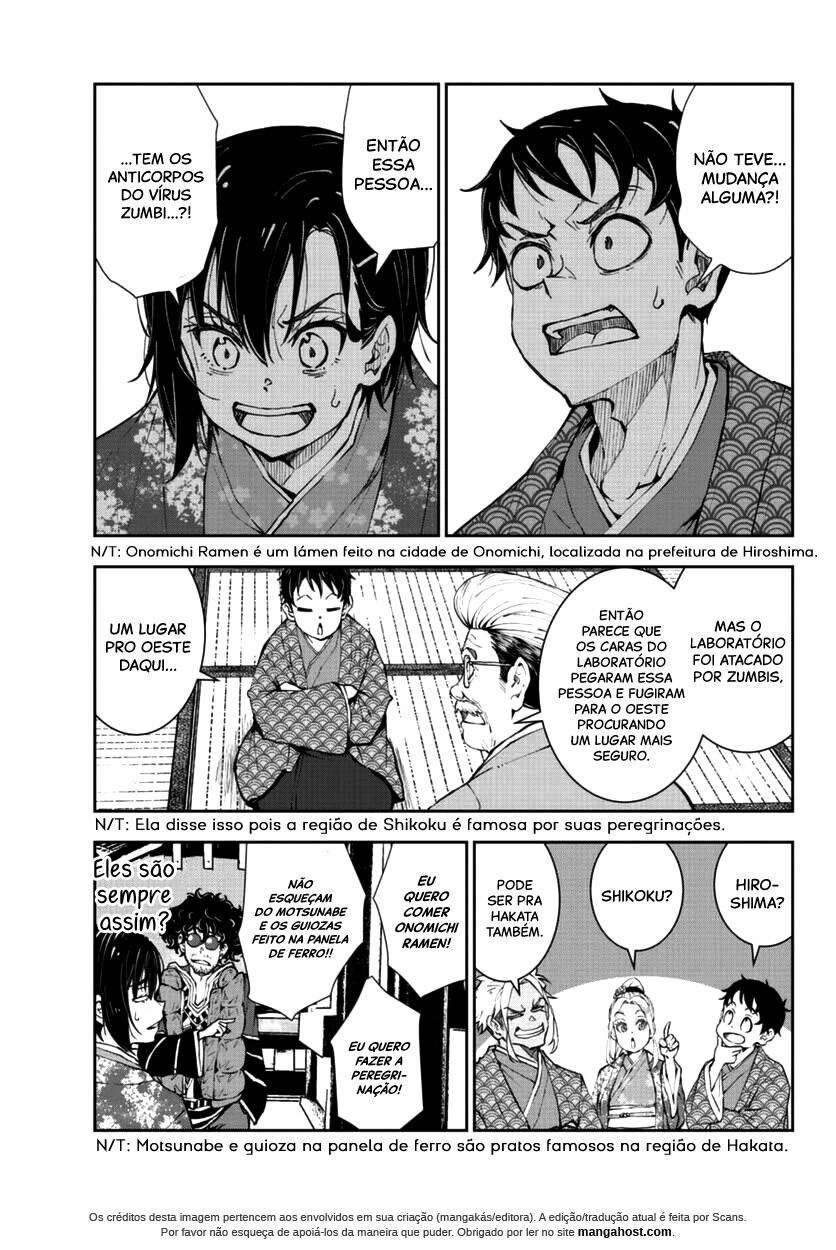 NÃO TEVE...
MUDANÇA
ALGUMA?!
ENTÃO
ESSA
PESSOA...
...TEM OS
ANTICORPOS
DO VÍRUS
ZUMBI...?!
N/T: Onomichi Ramen é um lámen feito na cidade de Onomichi, localizada na prefeitura de Hiroshima.
MAS O
LABORATÓRIO
FOI ATACADO
POR ZUMBIS,
ENTÃO
PARECE QUE
OS CARAS DO
LABORATÓRIO
PEGARAM ESSA
PESSOA E FUGIRAM
PARA O OESTE
PROCURANDO
UM LUGAR MAIS
SEGURO.
UM LUGAR
PRO OESTE
DAQUI...
N/T: Ela disse isso pois a região de Shikoku é famosa por suas peregrinações.
HIRO-
SHIMA?
SHIKOKU?
PODE
SER PRA
HAKATA
TAMBÉM.
EU
QUERO
COMER
ONOMICHI
RAMEN!
EU QUERO
FAZER A
PEREGRI-
NAÇÃO!
NÃO
ESQUEÇAM
DO MOTSUNABE
E OS GUIOZAS
FEITO NA PANELA
DE FERRO!!
Eles são
sempre
assim?
N/T: Motsunabe e guioza na panela de ferro são pratos famosos na região de Hakata.
Os créditos desta imagem pertencem aos envolvidos em sua criação (mangakás/editora). A edição/tradução atual é feita por Scans.
Por favor não esqueça de apoiá-los da maneira que puder. Obrigado por ler no site mangahost.com.